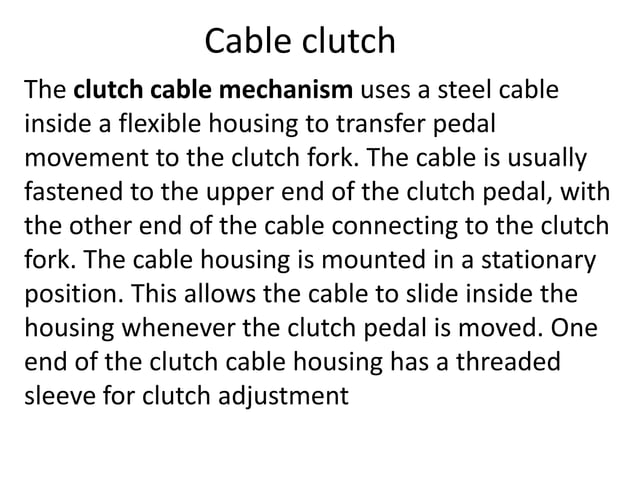 Cable clutch
The clutch cable mechanism uses a steel cable
inside a flexible housing to transfer pedal
movement to the clutch fork. The cable is usually
fastened to the upper end of the clutch pedal, with
the other end of the cable connecting to the clutch
fork. The cable housing is mounted in a stationary
position. This allows the cable to slide inside the
housing whenever the clutch pedal is moved. One
end of the clutch cable housing has a threaded
sleeve for clutch adjustment